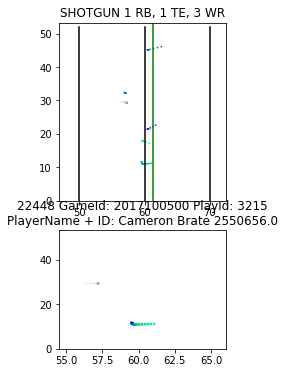 SHOTGUN 1 RB, 1 TE, 3 WR
50
40
30
20
10
0
50 60 70
22448 GameId: 2017100500 PlayId: 3215
PlayerName + ID: Cameron Brate 2550656.0
40
20
0
55.0 57.5 60.0 62.5 65.0